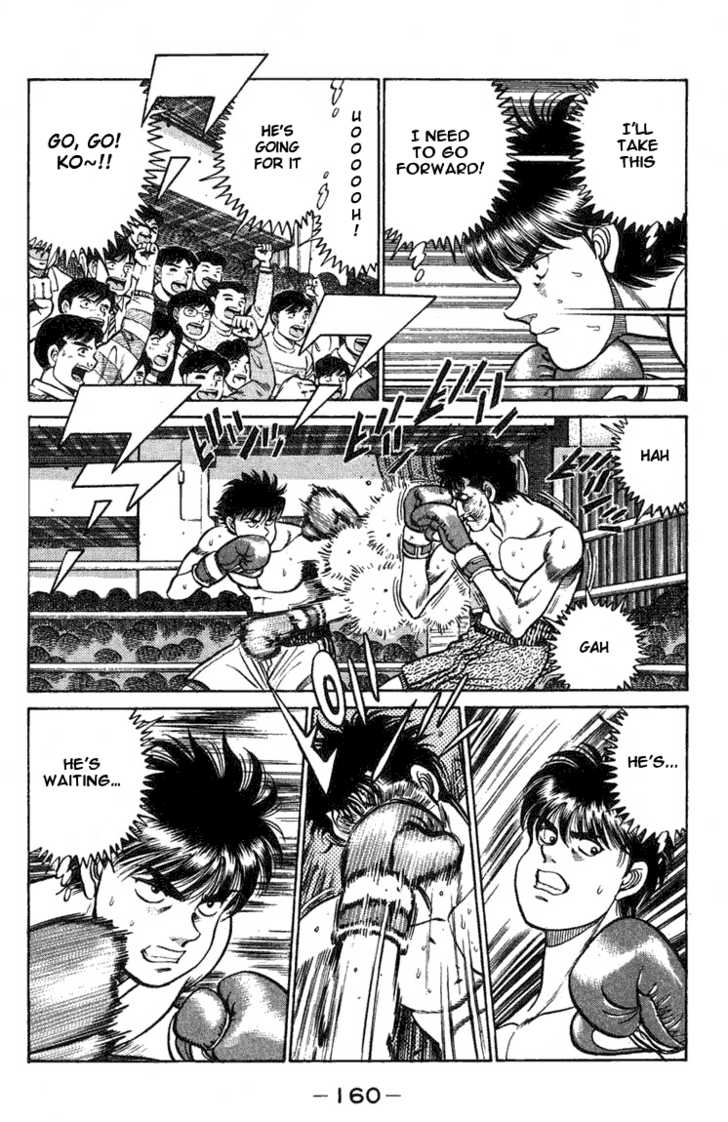 I'LL
TAKE
THIS
I NEED
TO GO
FORWARD!
UOOOOOH!
HE'S
GOING
FOR IT
GO, GO!
KO~!!
HAH
GAH
HE'S...
HE'S
WAITING...
-160-